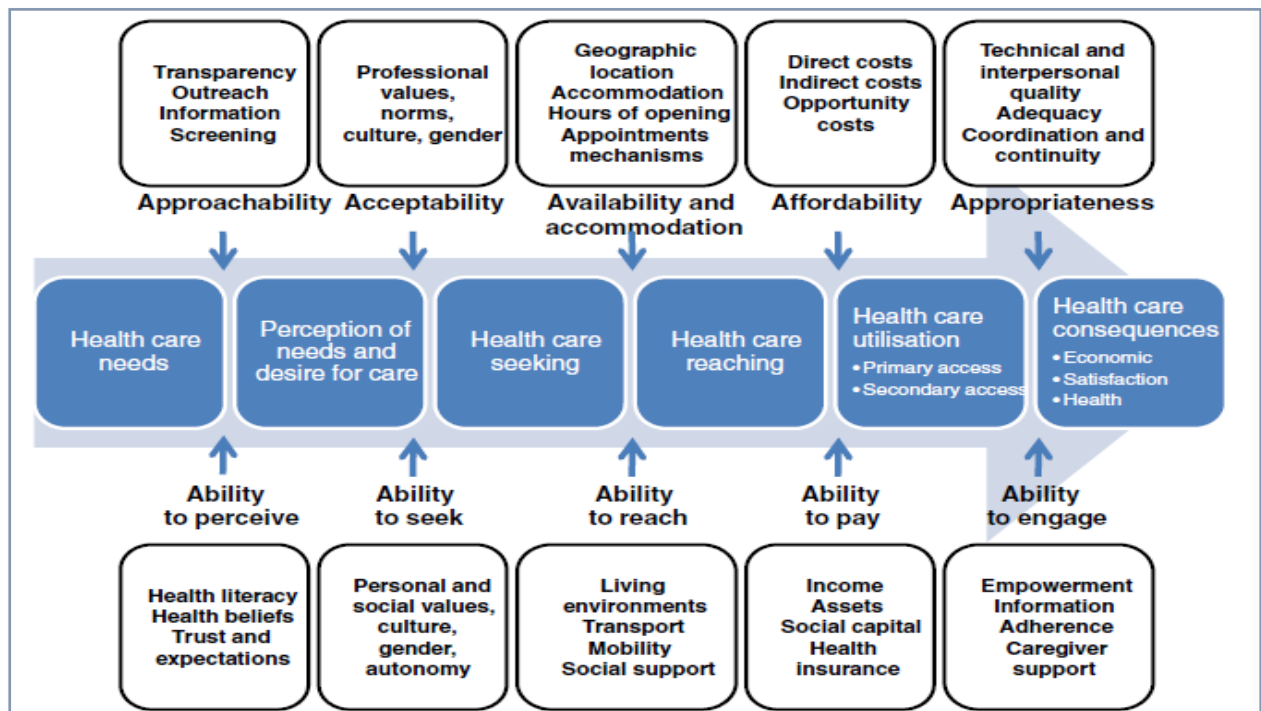 Transparency
Outreach
Information
Screening
Professional
values,
norms,
culture, gender
Geographic
location
Accommodation
Hours of opening
Appointments
mechanisms
Direct costs
Indirect costs
Opportunity
costs
Technical and
interpersonal
quality
Adequacy
Coordination and
continuity
Approachability
Acceptability
Availability and
accommodation
Affordability
Appropriateness
Health care
needs
Perception of
needs and
desire for care
Health care
seeking
Health care
reaching
Health care
utilisation
•Primary access
•Secondary access
Health care
consequences
•Economic
•Satisfaction
•Health
Ability
to perceive
Ability
to seek
Ability
to reach
Ability
to pay
Ability
to engage
Health literacy
Health beliefs
Trust and
expectations
Personal and
social values,
culture,
gender,
autonomy
Living
environments
Transport
Mobility
Social support
Income
Assets
Social capital
Health
insurance
Empowerment
Information
Adherence
Caregiver
support